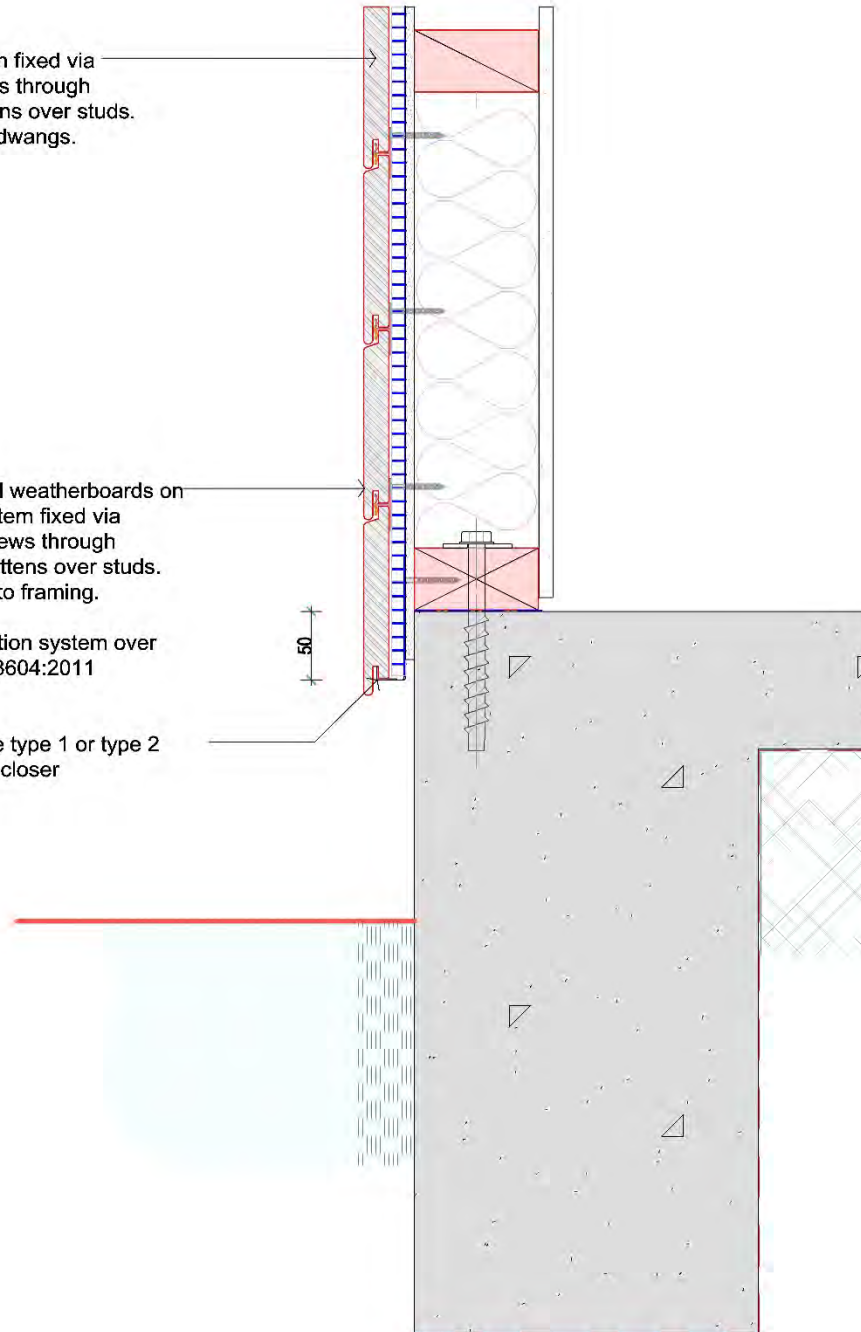 n fixed via
s through
ns over studs.
dwangs.
l weatherboards on
tem fixed via
ews through
ttens over studs.
to framing.
tion system over
3604:2011
50
e type 1 or type 2
closer